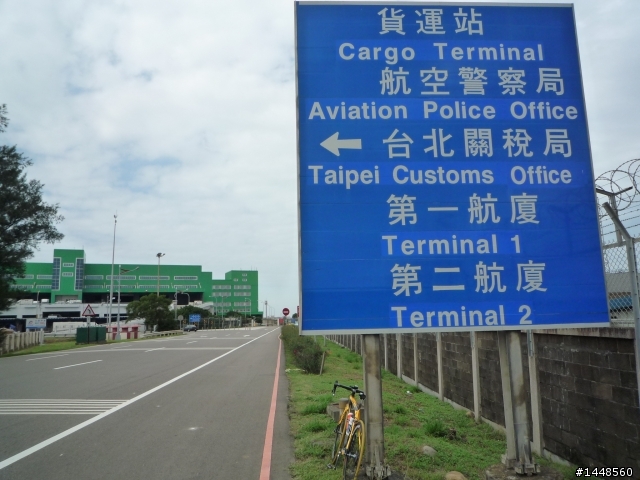 貨運站
Cargo Terminal
航空警察局
Aviation Police Office
台北關稅局
Taipei Customs Office
第一航廈
Terminal 1
第二航廈
Terminal 2
#1448560